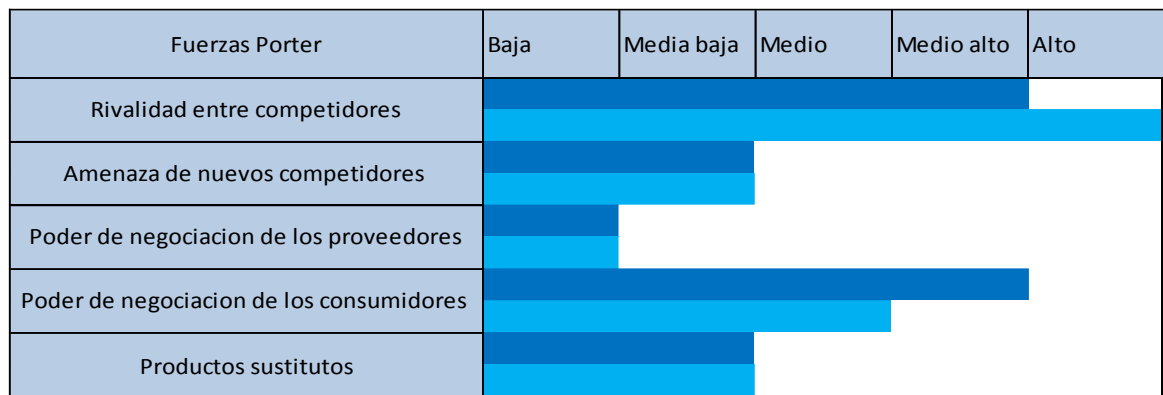 Fuerzas Porter
Baja
Media baja
Medio
Medio alto
Alto
Rivalidad entre competidores
Amenaza de nuevos competidores
Poder de negociacion de los proveedores
Poder de negociacion de los consumidores
Productos sustitutos